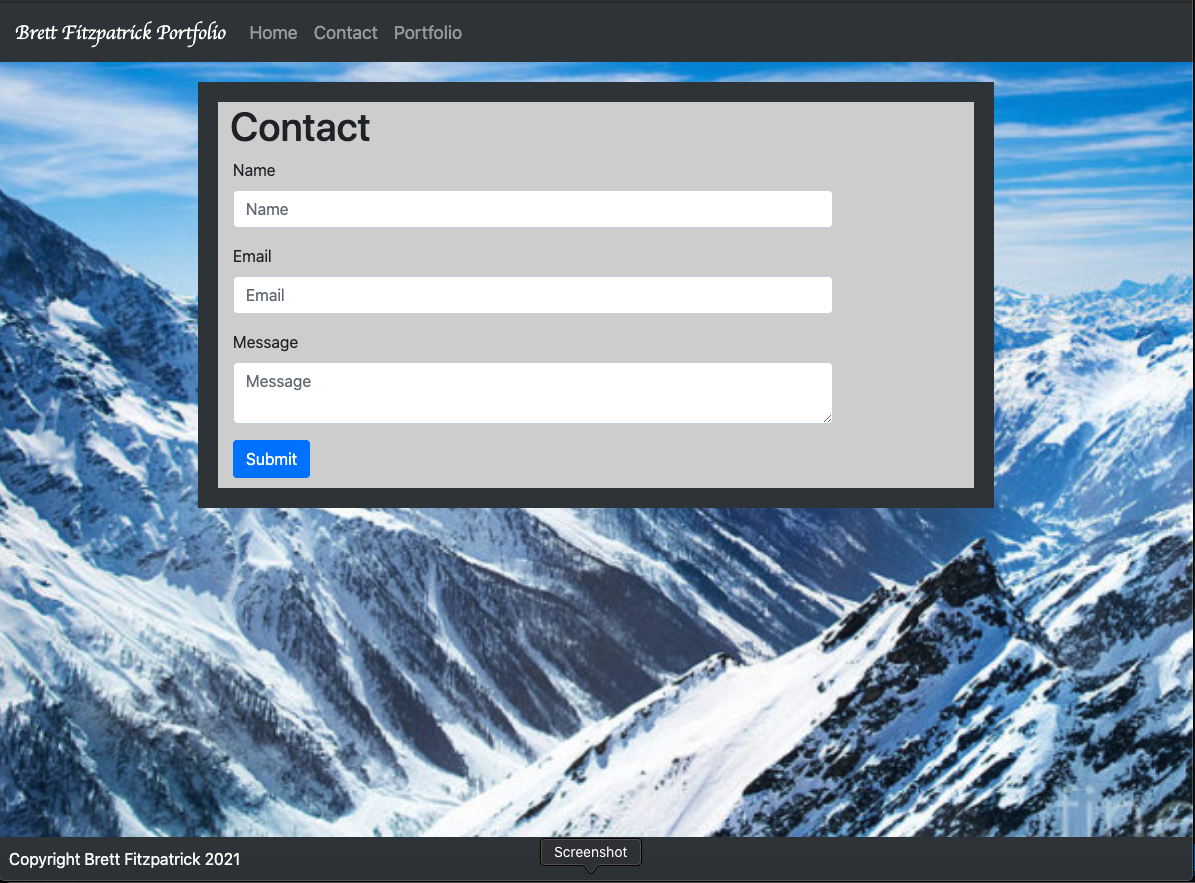 Brett Fitzpatrick Portfolio Home Contact Portfolio
Contact
Name
Name
Email
Email
Message
Message
Submit
fine
Copyright Brett Fitzpatrick 2021
Screenshot